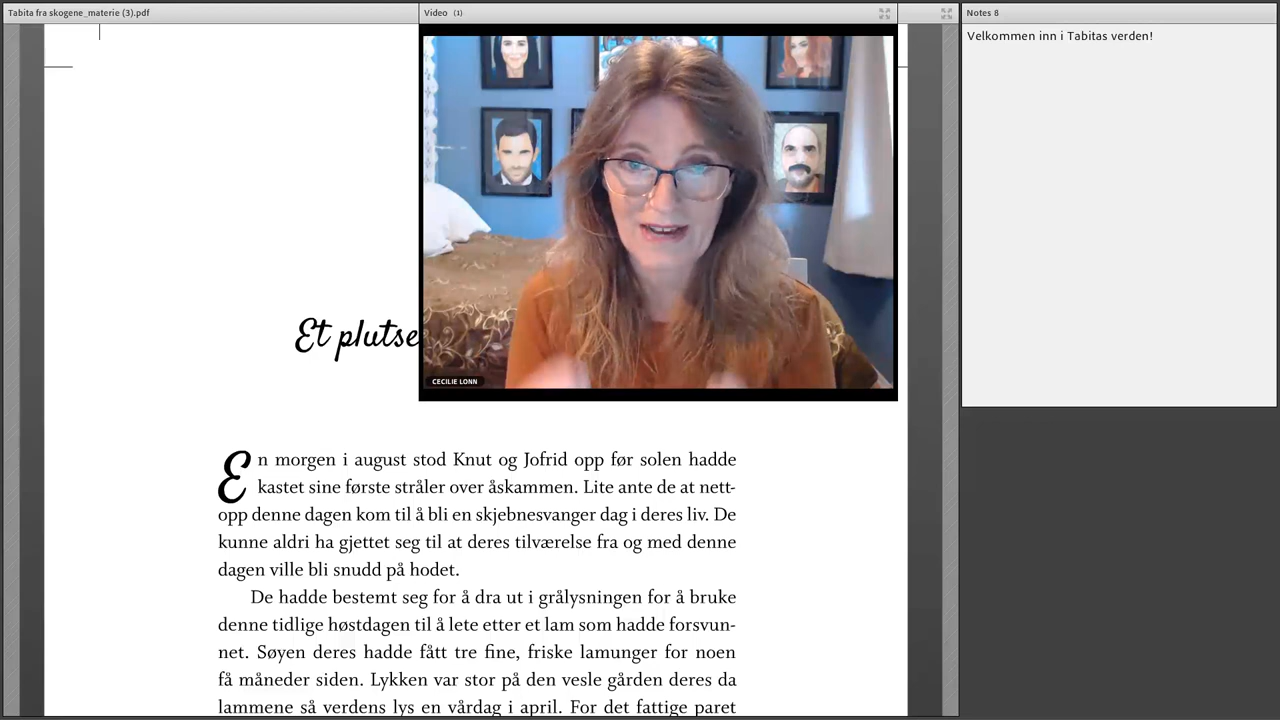 Tabita fra skogene_materie (3).pdf
Video (1)
Notes 8
Velkommen inn i Tabitas verden!
CECILIE LONN
Et plutse
En morgen i august stod Knut og Jofrid opp før solen hadde
kastet sine første stråler over åskammen. Lite ante de at nett-
opp denne dagen kom til å bli en skjebnesvanger dag i deres liv. De
kunne aldri ha gjettet seg til at deres tilværelse fra og med denne
dagen ville bli snudd på hodet.
De hadde bestemt seg for å dra ut i grålysningen for å bruke
denne tidlige høstdagen til å lete etter et lam som hadde forsvun-
net. Søyen deres hadde fått tre fine, friske lamunger for noen
få måneder siden. Lykken var stor på den vesle gården deres da
lammene så verdens lys en vårdag i april. For det fattige paret